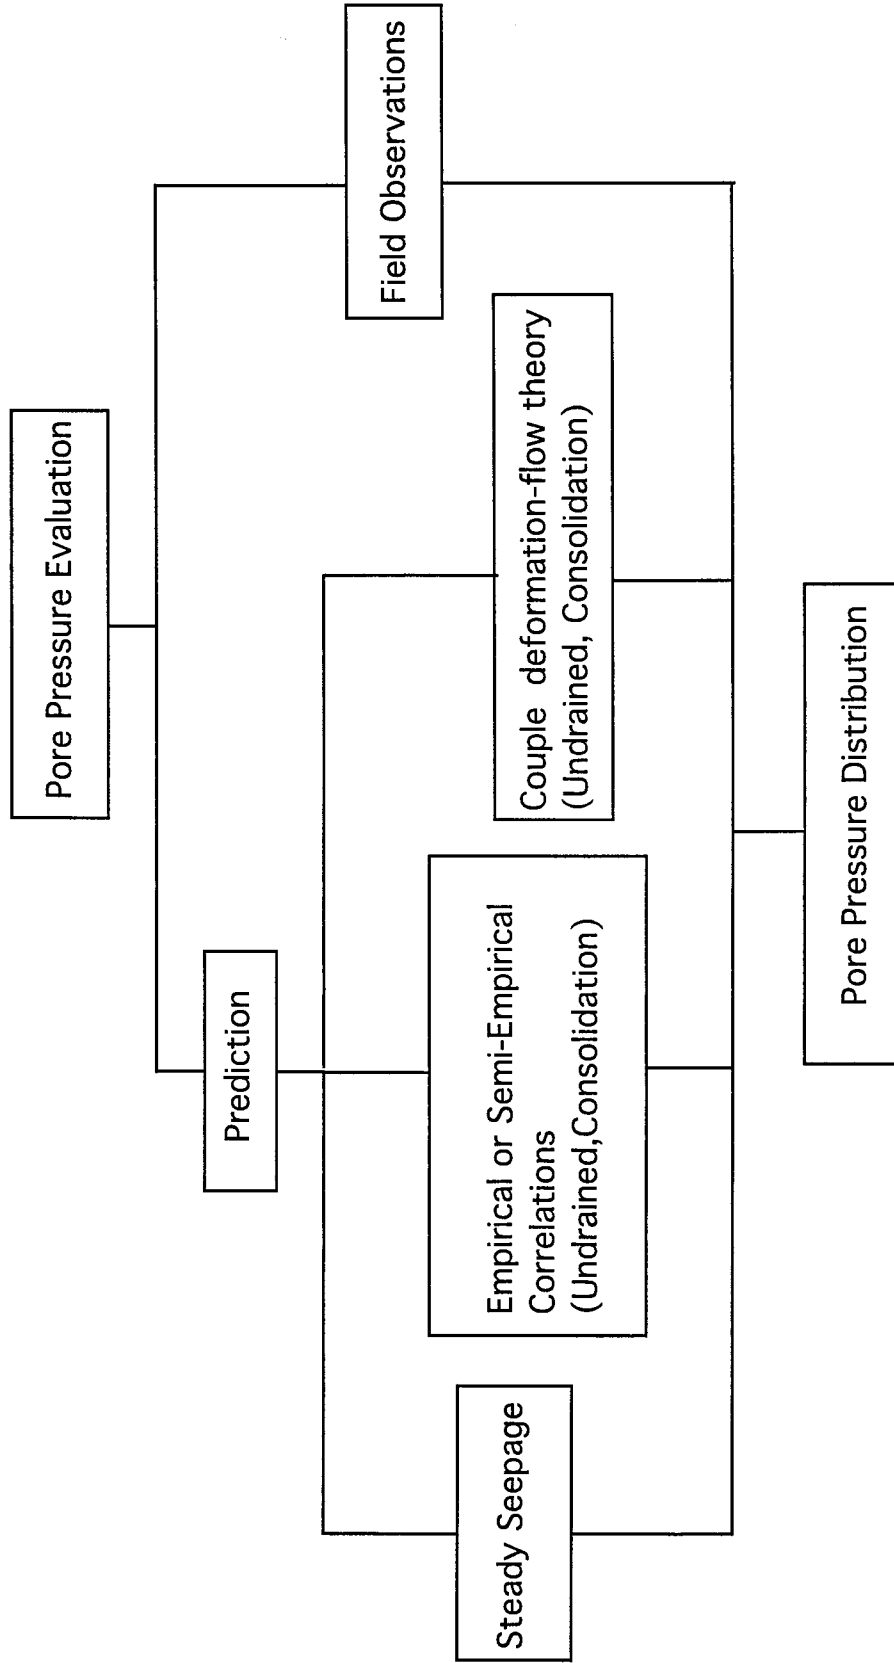 Pore Pressure Evaluation
Prediction
Field Observations
Steady Seepage
Empirical or Semi-Empirical
Correlations
(Undrained,Consolidation)
Couple deformation-flow theory
(Undrained, Consolidation)
Pore Pressure Distribution